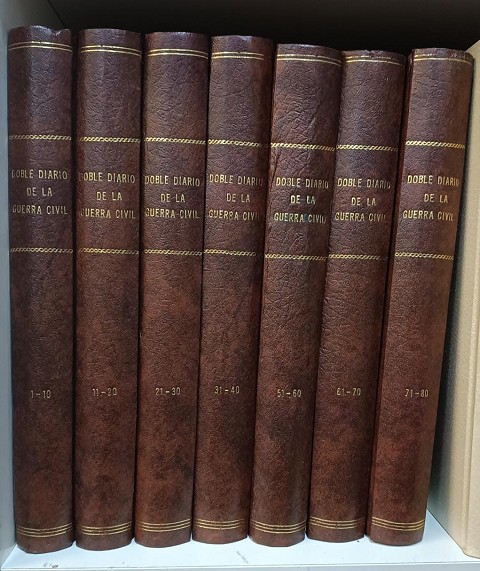 DOBLE DIARIO
DE LA
GUERRA CIVIL
1-10
DOBLE DIARIO
DE LA
GUERRA CIVIL
11-20
DOBLE DIARIO
DE LA
GUERRA CIVIL
21-30
DOBLE DIARIO
DE LA
GUERRA CIVIL
31-40
DOBLE DIARIO
DE LA
GUERRA CIVIL
51-60
DOBLE DIARIO
DE LA
GUERRA CIVIL
61-70
DOBLE DIARIO
DE LA
GUERRA CIVIL
71-80